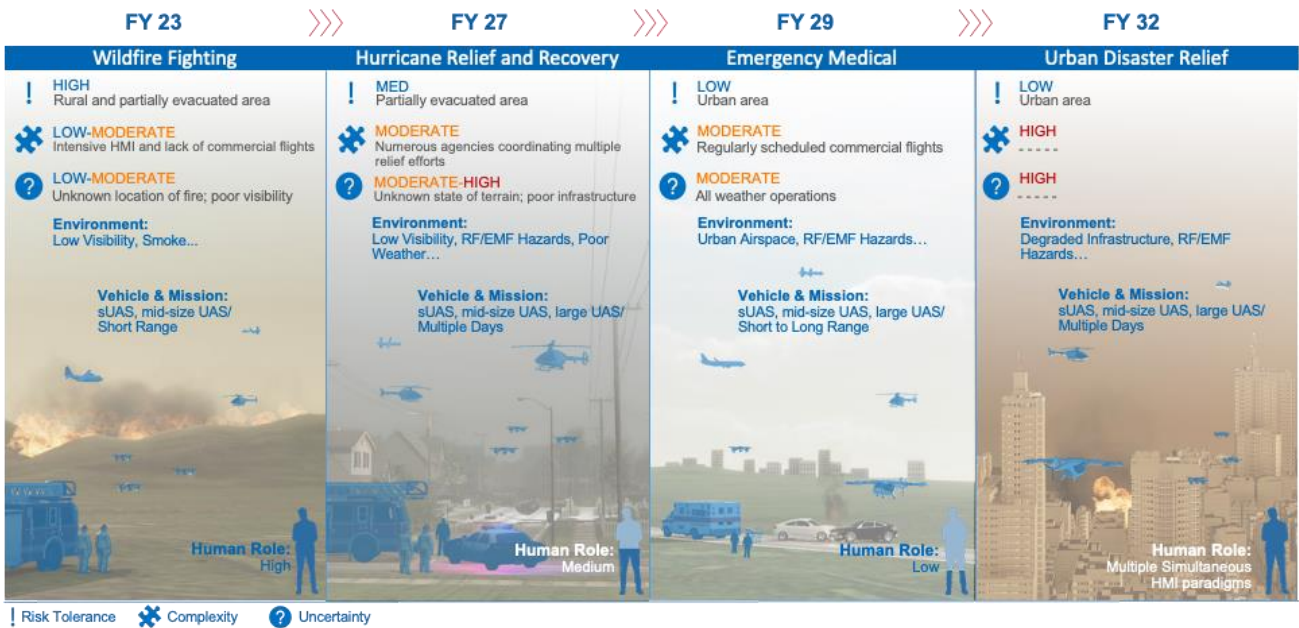 FY 23
FY 27
FY 29
FY 32
Wildfire Fighting
!
HIGH
Rural and partially evacuated area
LOW-MODERATE
Intensive HMI and lack of commercial flights
?
LOW-MODERATE
Unknown location of fire; poor visibility
Environment:
Low Visibility, Smoke...
Vehicle & Mission:
sUAS, mid-size UAS/
Short Range
Human Role:
High
Hurricane Relief and Recovery
!
MED
Partially evacuated area
MODERATE
Numerous agencies coordinating multiple
relief efforts
?
MODERATE-HIGH
Unknown state of terrain; poor infrastructure
Environment:
Low Visibility, RF/EMF Hazards, Poor
Weather…
Vehicle & Mission:
sUAS, mid-size UAS, large UAS/
Multiple Days
Human Role:
Medium
Emergency Medical
!
LOW
Urban area
MODERATE
Regularly scheduled commercial flights
?
MODERATE
All weather operations
Environment:
Urban Airspace, RF/EMF Hazards…
Vehicle & Mission:
sUAS, mid-size UAS, large UAS/
Short to Long Range
Human Role:
Low
Urban Disaster Relief
!
LOW
Urban area
HIGH
-----
?
HIGH
-----
Environment:
Degraded Infrastructure, RF/EMF
Hazards…
Vehicle & Mission:
sUAS, mid-size UAS, large UAS/
Multiple Days
Human Role:
Multiple Simultaneous
HMI paradigms
! Risk Tolerance Complexity ? Uncertainty